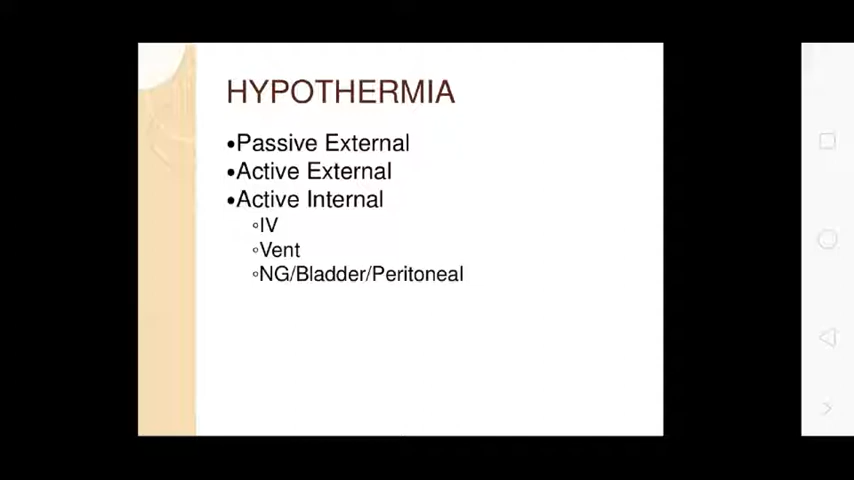 HYPOTHERMIA
•Passive External
•Active External
•Active Internal
◦IV
◦Vent
◦NG/Bladder/Peritoneal